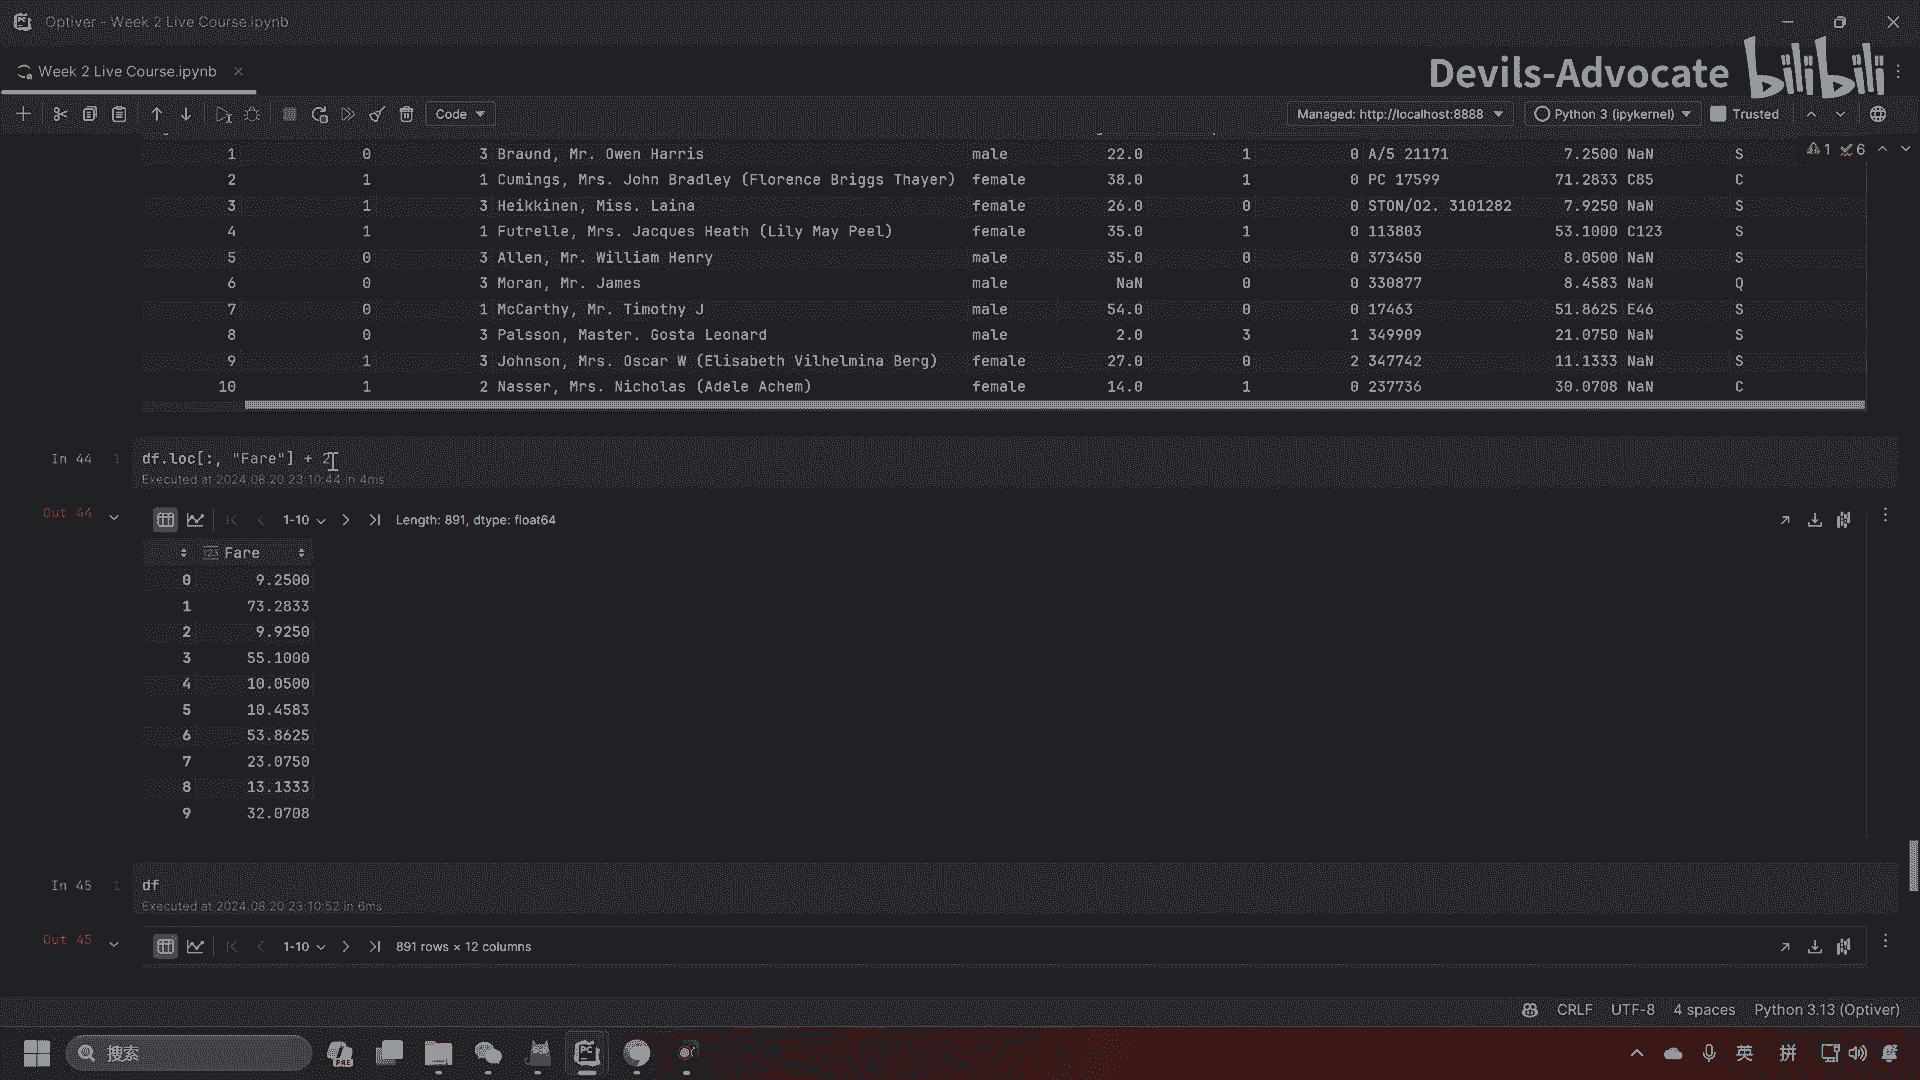 Optiver - Week 2 Live Course.ipynb
Week 2 Live Course.ipynb
Devils-Advocate bilibili
Code
Managed: http://localhost:8888
Python 3 (ipykernel)
Trusted
1 6
1 0 3 Braund, Mr. Owen Harris male 22.0 1 0 A/5 21171 7.2500 NaN S
2 1 1 Cumings, Mrs. John Bradley (Florence Briggs Thayer) female 38.0 1 0 PC 17599 71.2833 C85 C
3 1 3 Heikkinen, Miss. Laina female 26.0 0 0 STON/O2. 3101282 7.9250 NaN S
4 1 1 Futrelle, Mrs. Jacques Heath (Lily May Peel) female 35.0 1 0 113803 53.1000 C123 S
5 0 3 Allen, Mr. William Henry male 35.0 0 0 373450 8.0500 NaN S
6 0 3 Moran, Mr. James male NaN 0 0 330877 8.4583 NaN Q
7 0 1 McCarthy, Mr. Timothy J male 54.0 0 0 17463 51.8625 E46 S
8 0 3 Palsson, Master. Gosta Leonard male 2.0 3 1 349909 21.0750 NaN S
9 1 3 Johnson, Mrs. Oscar W (Elisabeth Vilhelmina Berg) female 27.0 0 2 347742 11.1333 NaN S
10 1 2 Nasser, Mrs. Nicholas (Adele Achem) female 14.0 1 0 237736 30.0708 NaN C
In 44 1 df.loc[:, "Fare"] + 2
Executed at 2024.08.20 23:10:44 in 4ms
Out 44 1-10 Length: 891, dtype: float64
123 Fare
0 9.2500
1 73.2833
2 9.9250
3 55.1000
4 10.0500
5 10.4583
6 53.8625
7 23.0750
8 13.1333
9 32.0708
In 45 1 df
Executed at 2024.08.20 23:10:52 in 6ms
Out 45 1-10 891 rows × 12 columns
CRLF UTF-8 4 spaces Python 3.13 (Optiver)
搜索 PRE PC 英 拼